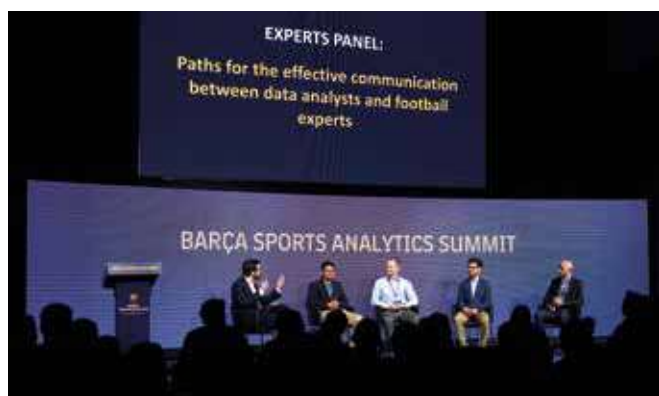 EXPERTS PANEL:
Paths for the effective communication
between data analysts and football
experts
BARÇA SPORTS ANALYTICS SUMMIT